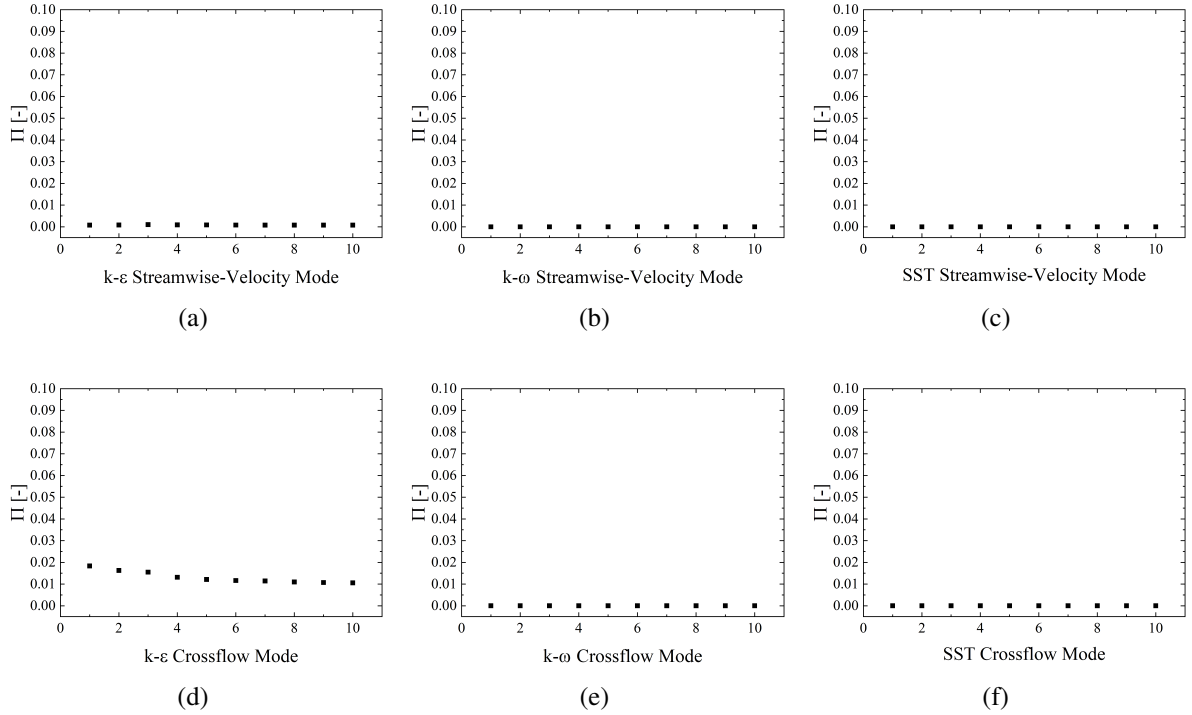 0.10 0.10 0.10
0.09 0.09 0.09
0.08 0.08 0.08
0.07 0.07 0.07
0.06 0.06 0.06
0.05 0.05 0.05
0.04 0.04 0.04
0.03 0.03 0.03
0.02 0.02 0.02
0.01 0.01 0.01
0.00 0.00 0.00
Π [-] Π [-] Π [-]
0 2 4 6 8 10 0 2 4 6 8 10 0 2 4 6 8 10
k-ε Streamwise-Velocity Mode k-ω Streamwise-Velocity Mode SST Streamwise-Velocity Mode
(a) (b) (c)
0.10 0.10 0.10
0.09 0.09 0.09
0.08 0.08 0.08
0.07 0.07 0.07
0.06 0.06 0.06
0.05 0.05 0.05
0.04 0.04 0.04
0.03 0.03 0.03
0.02 0.02 0.02
0.01 0.01 0.01
0.00 0.00 0.00
Π [-] Π [-] Π [-]
0 2 4 6 8 10 0 2 4 6 8 10 0 2 4 6 8 10
k-ε Crossflow Mode k-ω Crossflow Mode SST Crossflow Mode
(d) (e) (f)